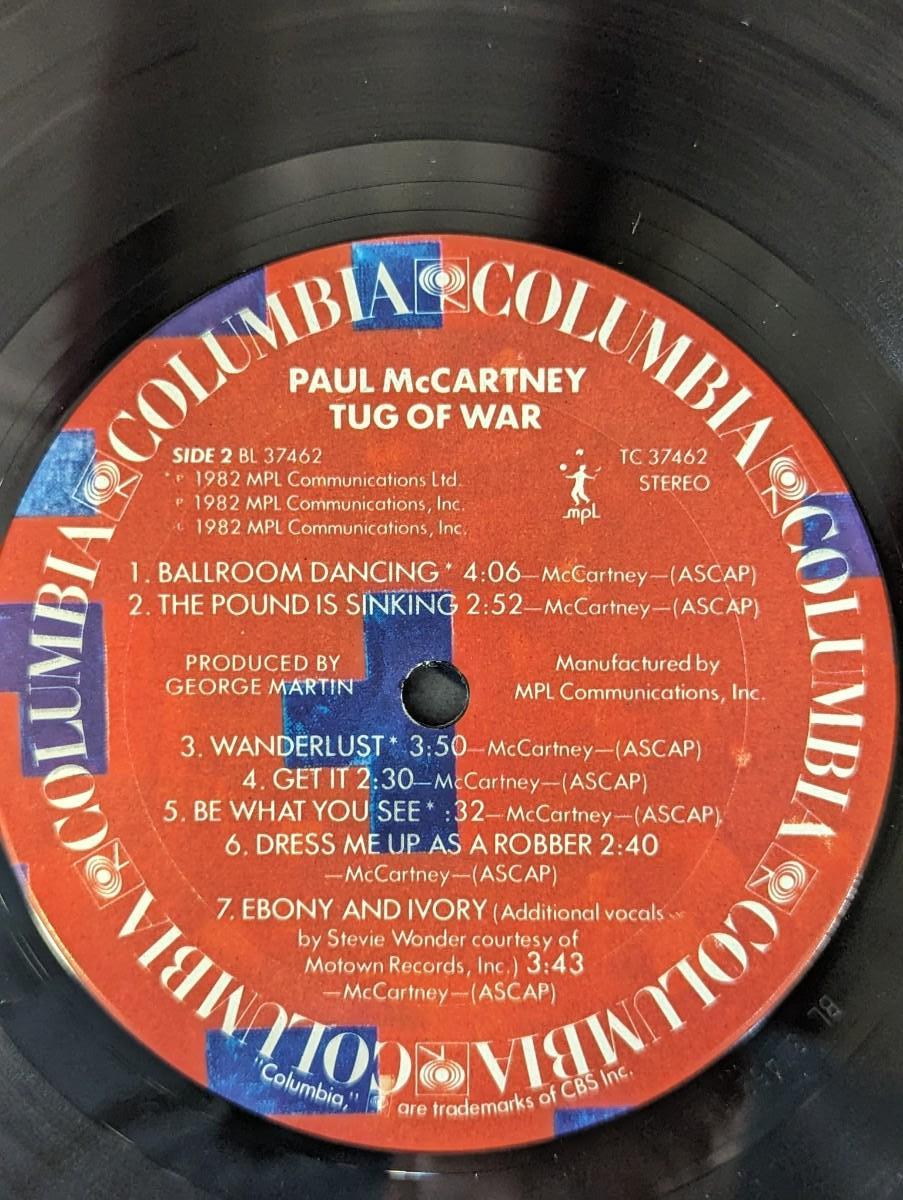 COLUMBIA COLUMBIA COLUMBIA COLUMBIA COLUMBIA COLUMBIA COLUMBIA COLUMBIA
PAUL McCARTNEY
TUG OF WAR
SIDE 2 BL 37462
TC 37462
* ℗ 1982 MPL Communications Ltd.
STEREO
℗ 1982 MPL Communications, Inc.
© 1982 MPL Communications, Inc.
mpL
1. BALLROOM DANCING* 4:06—McCartney—(ASCAP)
2. THE POUND IS SINKING 2:52—McCartney—(ASCAP)
PRODUCED BY
GEORGE MARTIN
Manufactured by
MPL Communications, Inc.
3. WANDERLUST* 3:50—McCartney—(ASCAP)
4. GET IT 2:30—McCartney—(ASCAP)
5. BE WHAT YOU SEE* :32—McCartney—(ASCAP)
6. DRESS ME UP AS A ROBBER 2:40
—McCartney—(ASCAP)
7. EBONY AND IVORY (Additional vocals
by Stevie Wonder courtesy of
Motown Records, Inc.) 3:43
—McCartney—(ASCAP)
"Columbia," are trademarks of CBS Inc.
BL